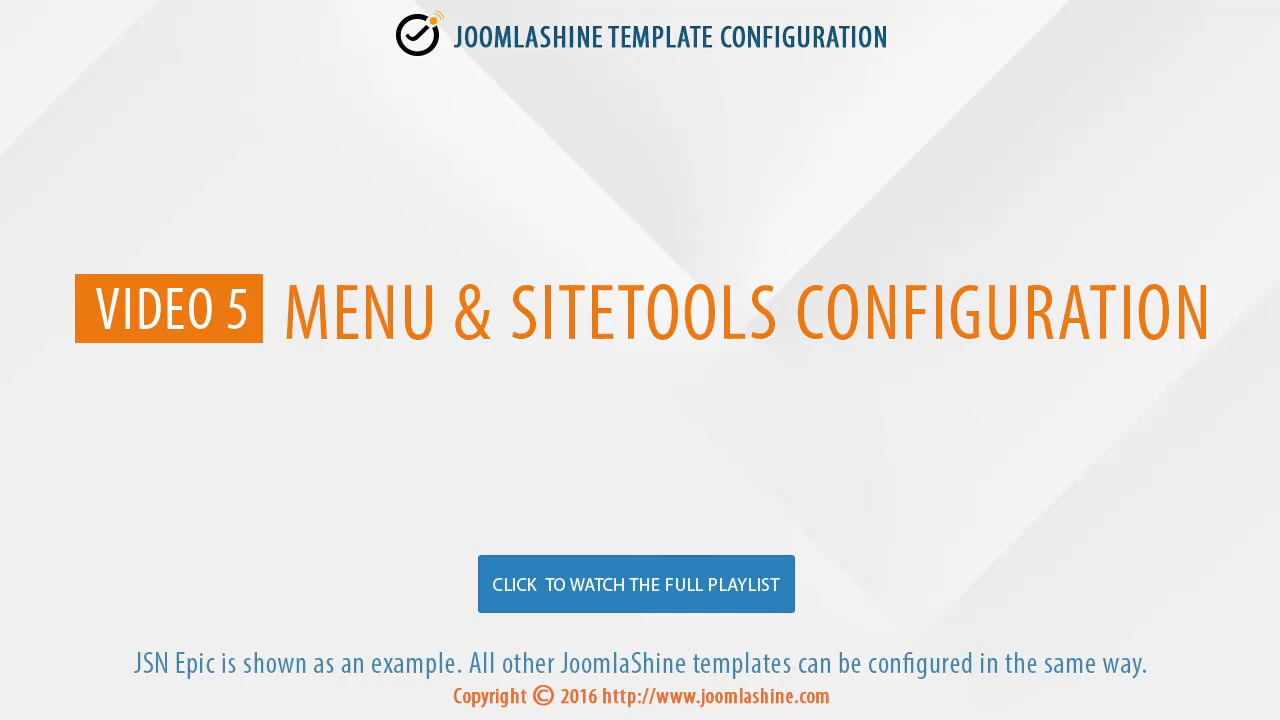 JOOMLASHINE TEMPLATE CONFIGURATION
VIDEO 5 MENU & SITETOOLS CONFIGURATION
CLICK TO WATCH THE FULL PLAYLIST
JSN Epic is shown as an example. All other JoomlaShine templates can be configured in the same way.
Copyright © 2016 http://www.joomlashine.com